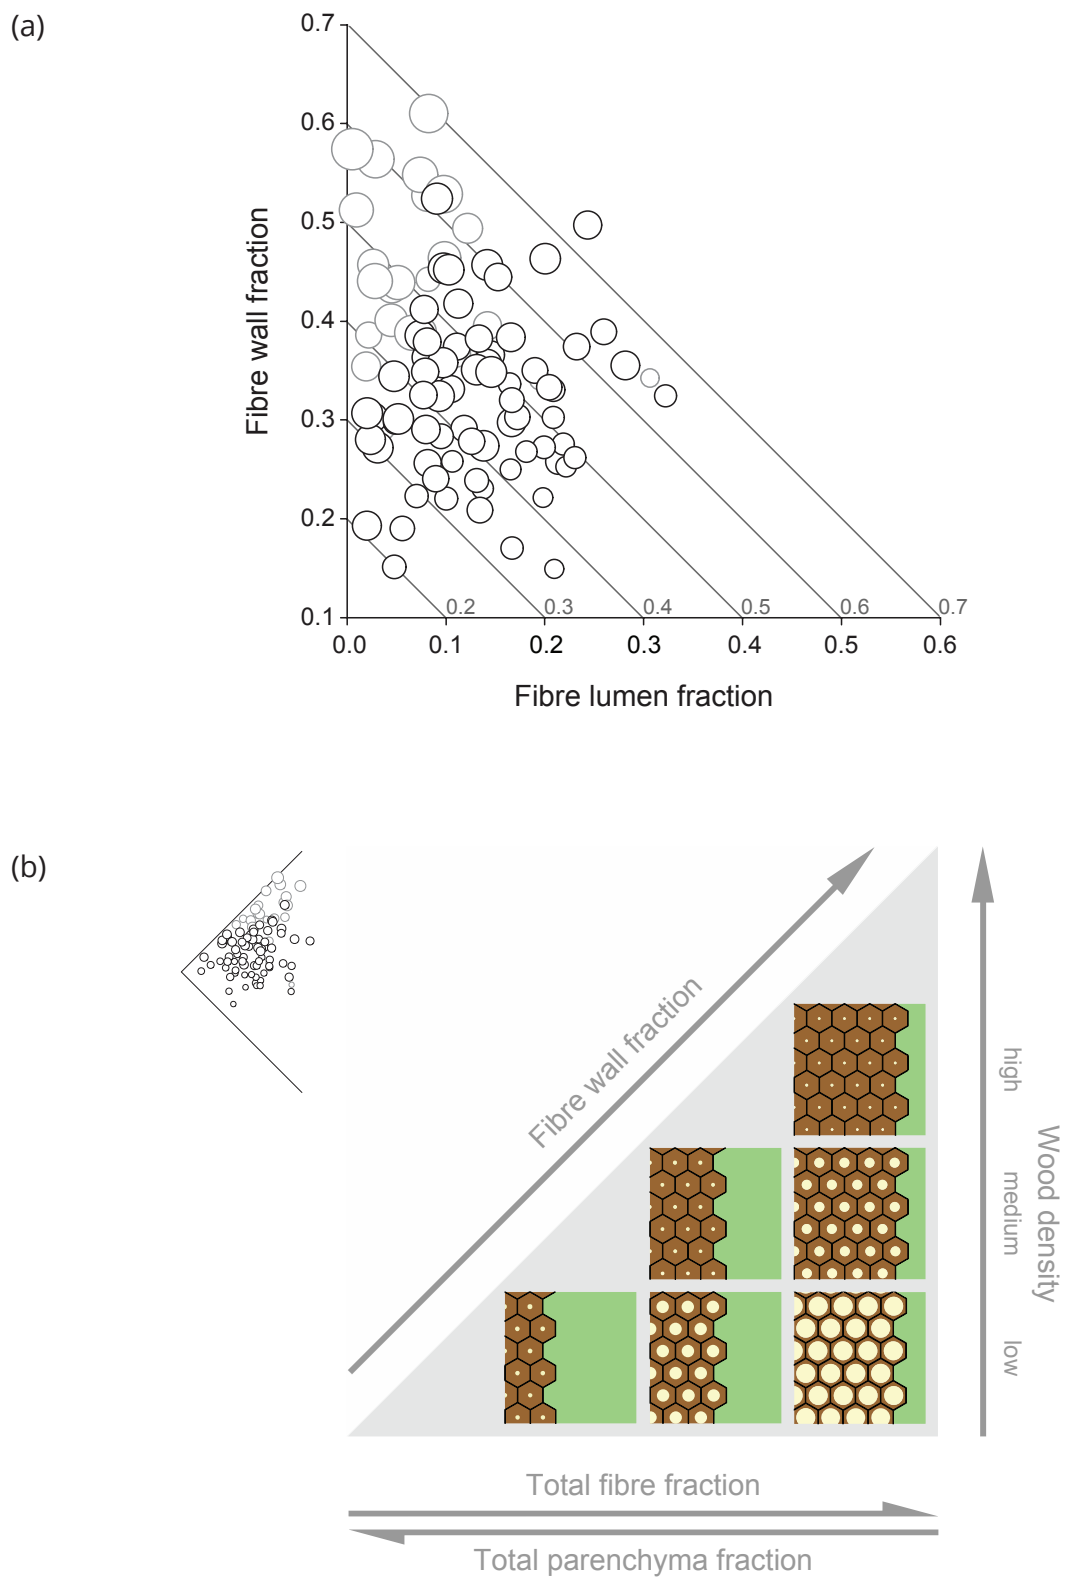 (a)
0.7
0.6
0.5
0.4
0.3
0.2
0.1
Fibre wall fraction
0.2
0.3
0.4
0.5
0.6
0.7
0.0
0.1
0.2
0.3
0.4
0.5
0.6
Fibre lumen fraction
(b)
Fibre wall fraction
high
medium
low
Wood density
Total fibre fraction
Total parenchyma fraction